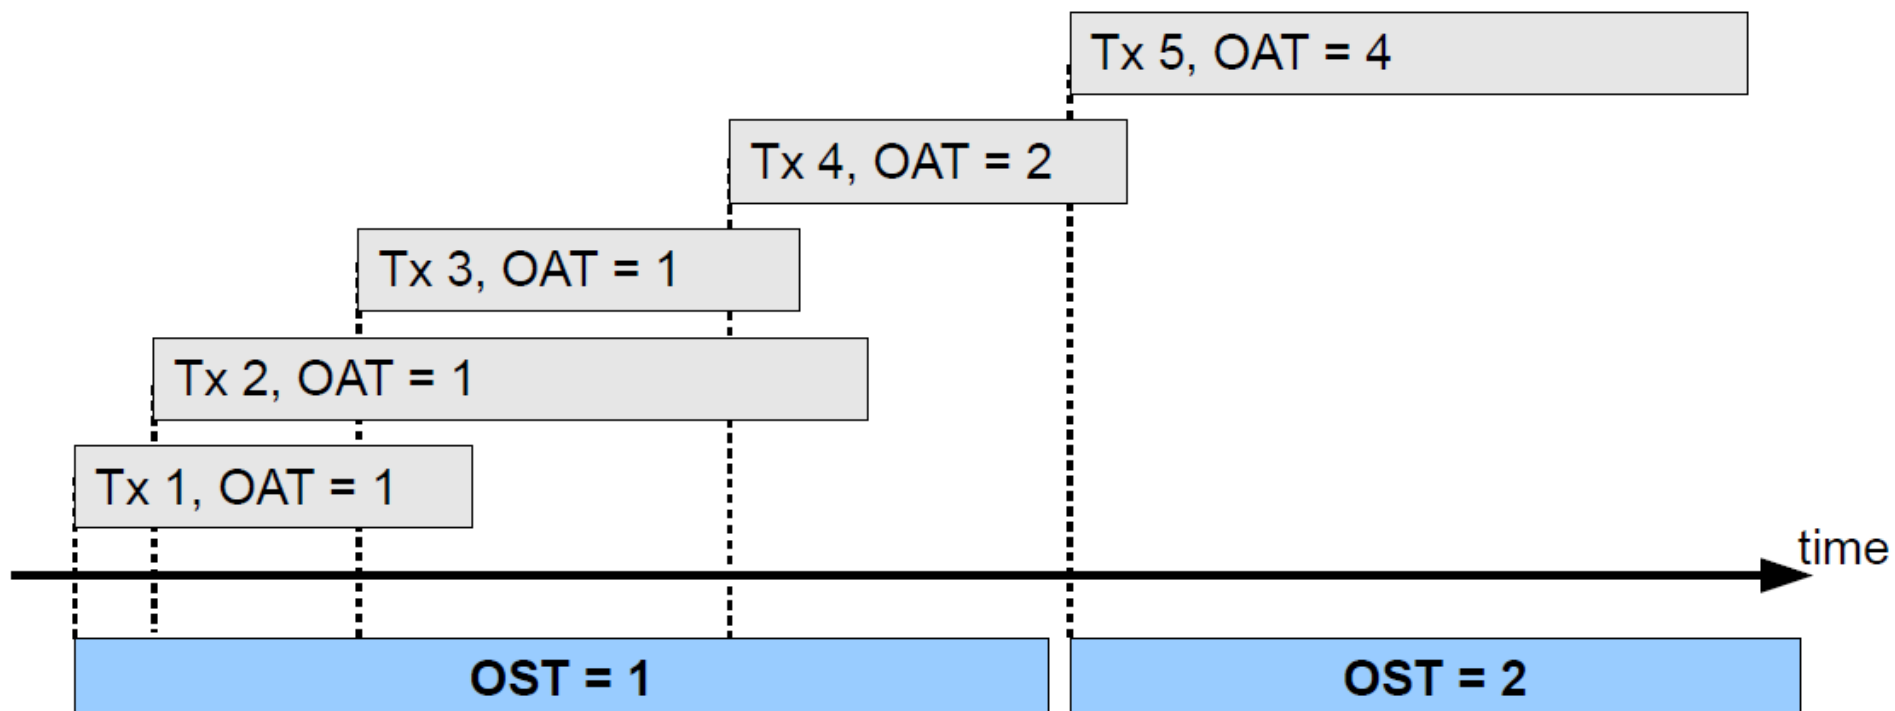 Tx 5, OAT = 4
Tx 4, OAT = 2
Tx 3, OAT = 1
Tx 2, OAT = 1
Tx 1, OAT = 1
time
OST = 1
OST = 2